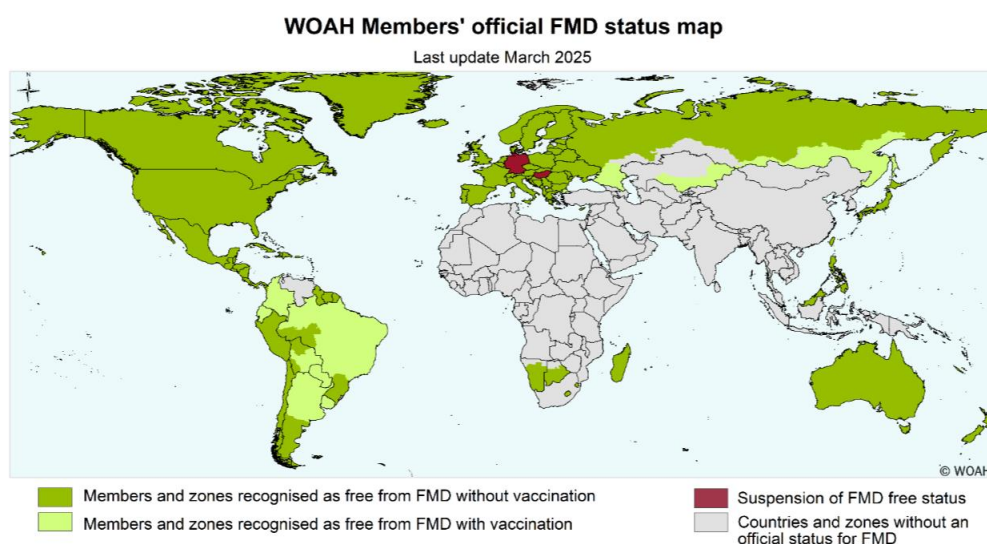 WOAH Members' official FMD status map
Last update March 2025
N
© WOAH
Members and zones recognised as free from FMD without vaccination
Members and zones recognised as free from FMD with vaccination
Suspension of FMD free status
Countries and zones without an
official status for FMD